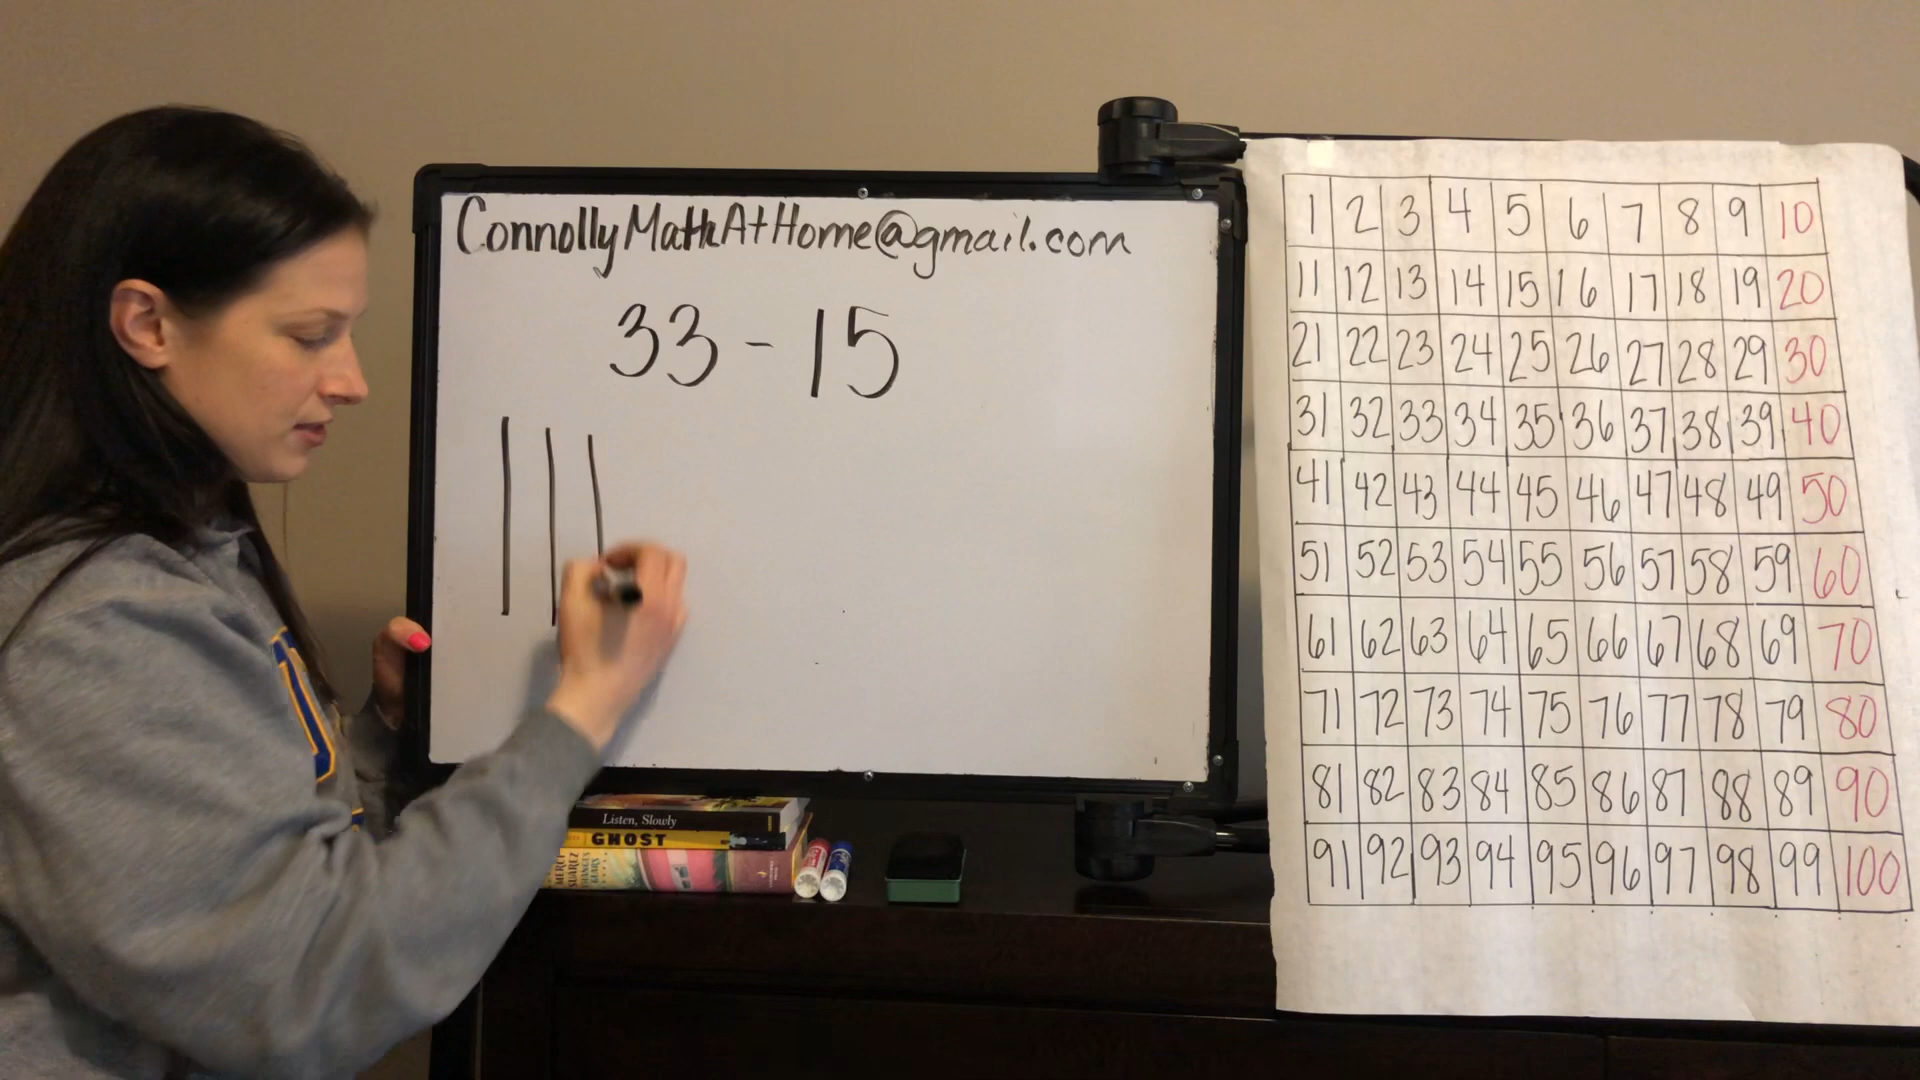 ConnollyMathAtHome@gmail.com
33 - 15
1 2 3 4 5 6 7 8 9 10
11 12 13 14 15 16 17 18 19 20
21 22 23 24 25 26 27 28 29 30
31 32 33 34 35 36 37 38 39 40
41 42 43 44 45 46 47 48 49 50
51 52 53 54 55 56 57 58 59 60
61 62 63 64 65 66 67 68 69 70
71 72 73 74 75 76 77 78 79 80
81 82 83 84 85 86 87 88 89 90
91 92 93 94 95 96 97 98 99 100
Listen, Slowly
GHOST
MERCI
SUÁREZ
CHANGES
GEARS